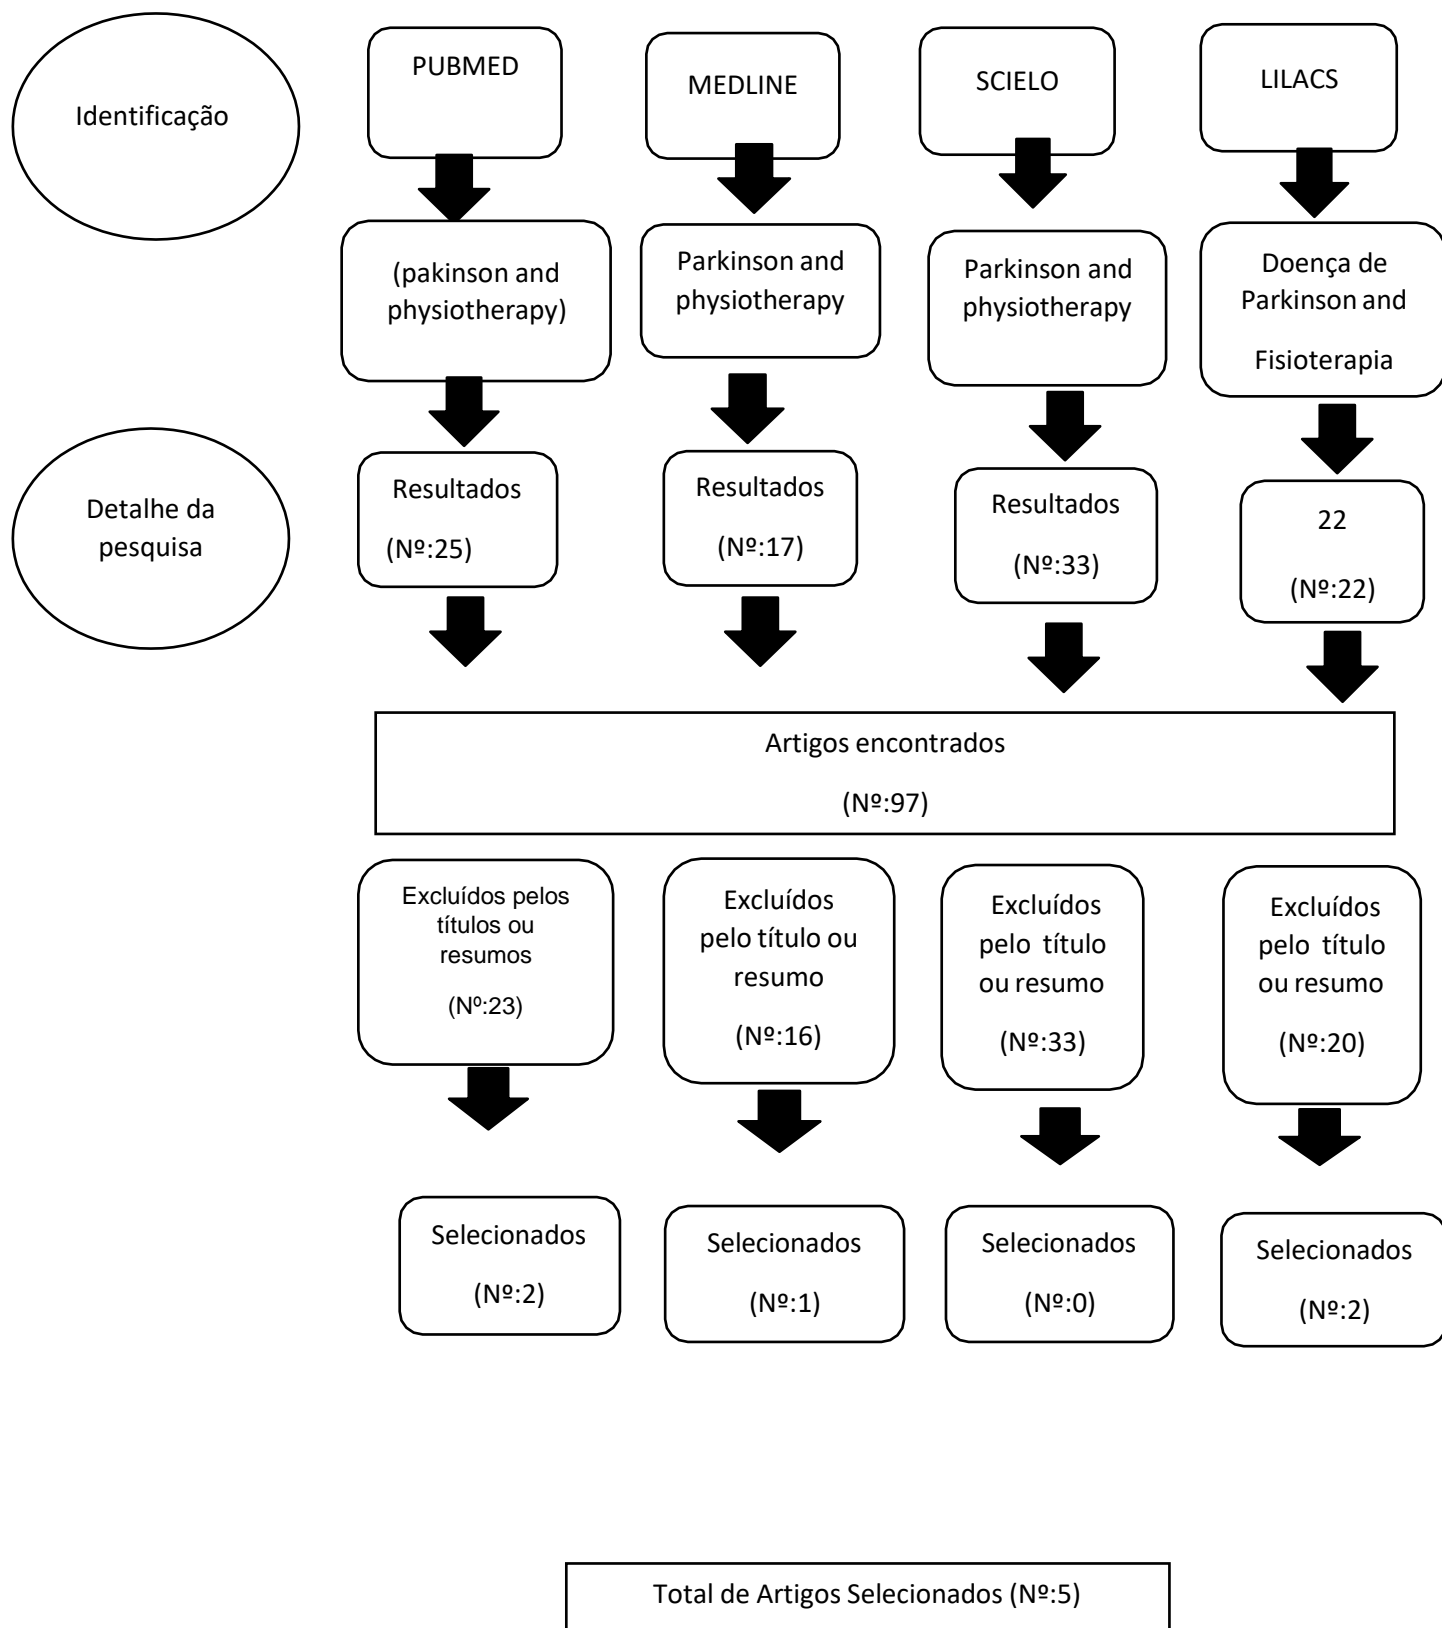 Identificação
PUBMED
MEDLINE
SCIELO
LILACS
(pakinson and
physiotherapy)
Parkinson and
physiotherapy
Parkinson and
physiotherapy
Doença de
Parkinson and
Fisioterapia
Detalhe da
pesquisa
Resultados
(Nº:25)
Resultados
(Nº:17)
Resultados
(Nº:33)
22
(Nº:22)
Artigos encontrados
(Nº:97)
Excluídos pelos
títulos ou
resumos
(Nº:23)
Excluídos
pelo título ou
resumo
(Nº:16)
Excluídos
pelo título
ou resumo
(Nº:33)
Excluídos
pelo título
ou resumo
(Nº:20)
Selecionados
(Nº:2)
Selecionados
(Nº:1)
Selecionados
(Nº:0)
Selecionados
(Nº:2)
Total de Artigos Selecionados (Nº:5)